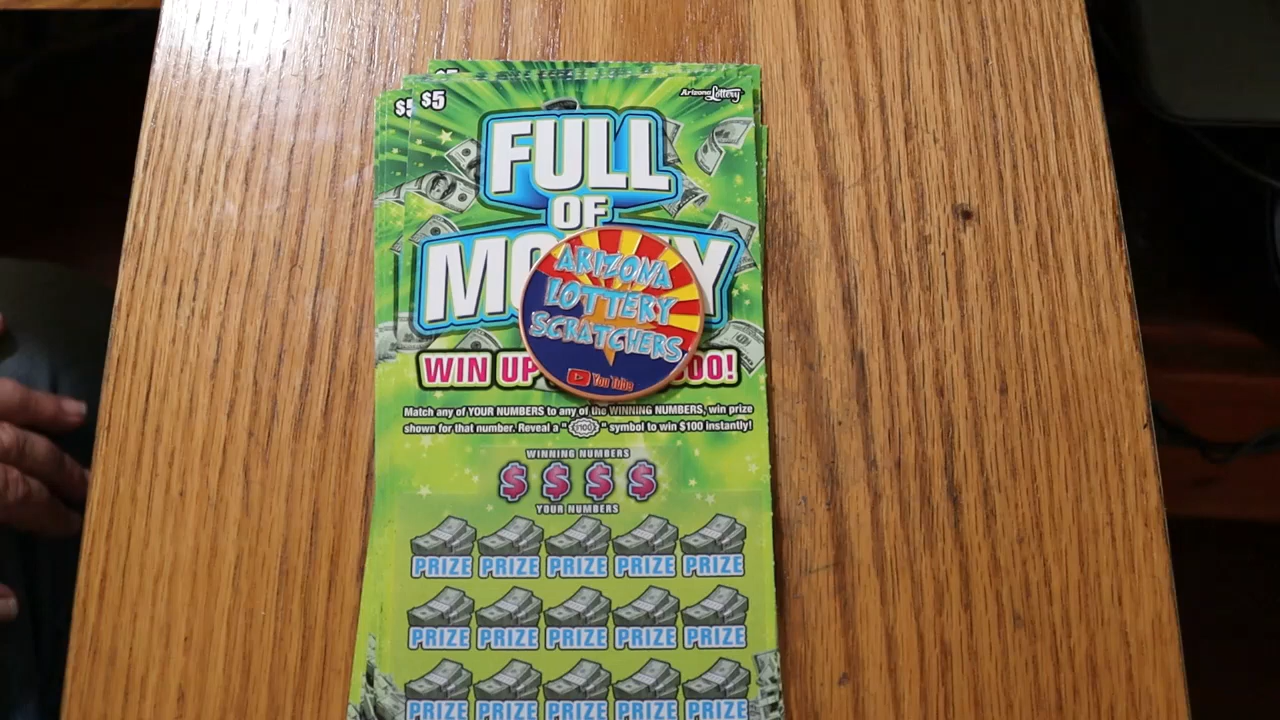 $5
$5
Arizona Lottery
FULL
OF
ARIZONA
LOTTERY
SCRATCHERS
YouTube
WIN UP 00!
Match any of YOUR NUMBERS to any of the WINNING NUMBERS, win prize
shown for that number. Reveal a "$100" symbol to win $100 instantly!
WINNING NUMBERS
$ $ $ $
YOUR NUMBERS
PRIZE PRIZE PRIZE PRIZE PRIZE
PRIZE PRIZE PRIZE PRIZE PRIZE
PRIZE PRIZE PRIZE PRIZE PRIZE